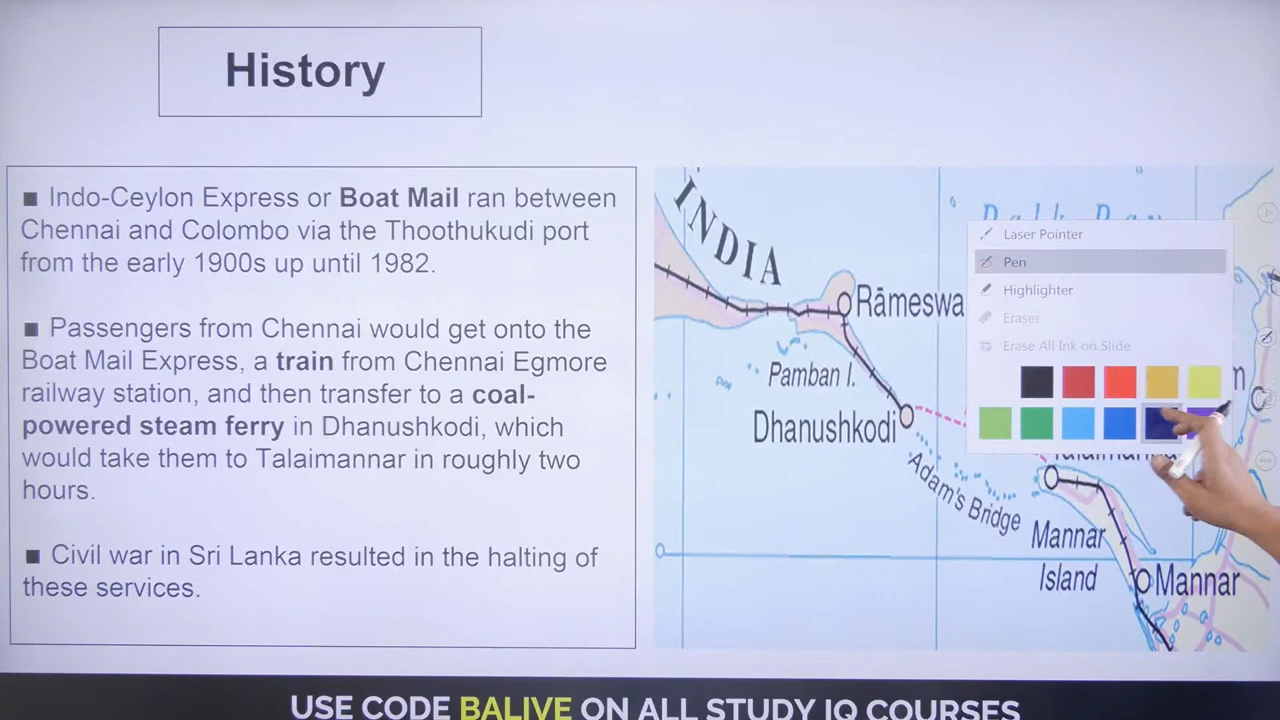 History
■ Indo-Ceylon Express or Boat Mail ran between
Chennai and Colombo via the Thoothukudi port
from the early 1900s up until 1982.
■ Passengers from Chennai would get onto the
Boat Mail Express, a train from Chennai Egmore
railway station, and then transfer to a coal-
powered steam ferry in Dhanushkodi, which
would take them to Talaimannar in roughly two
hours.
■ Civil war in Sri Lanka resulted in the halting of
these services.
INDIA
Rāmeswa
Pamban I.
Dhanushkodi
Adam's Bridge
Mannar
Island
Mannar
Laser Pointer
Pen
Highlighter
Eraser
Erase All Ink on Slide
USE CODE BALIVE ON ALL STUDY IQ COURSES